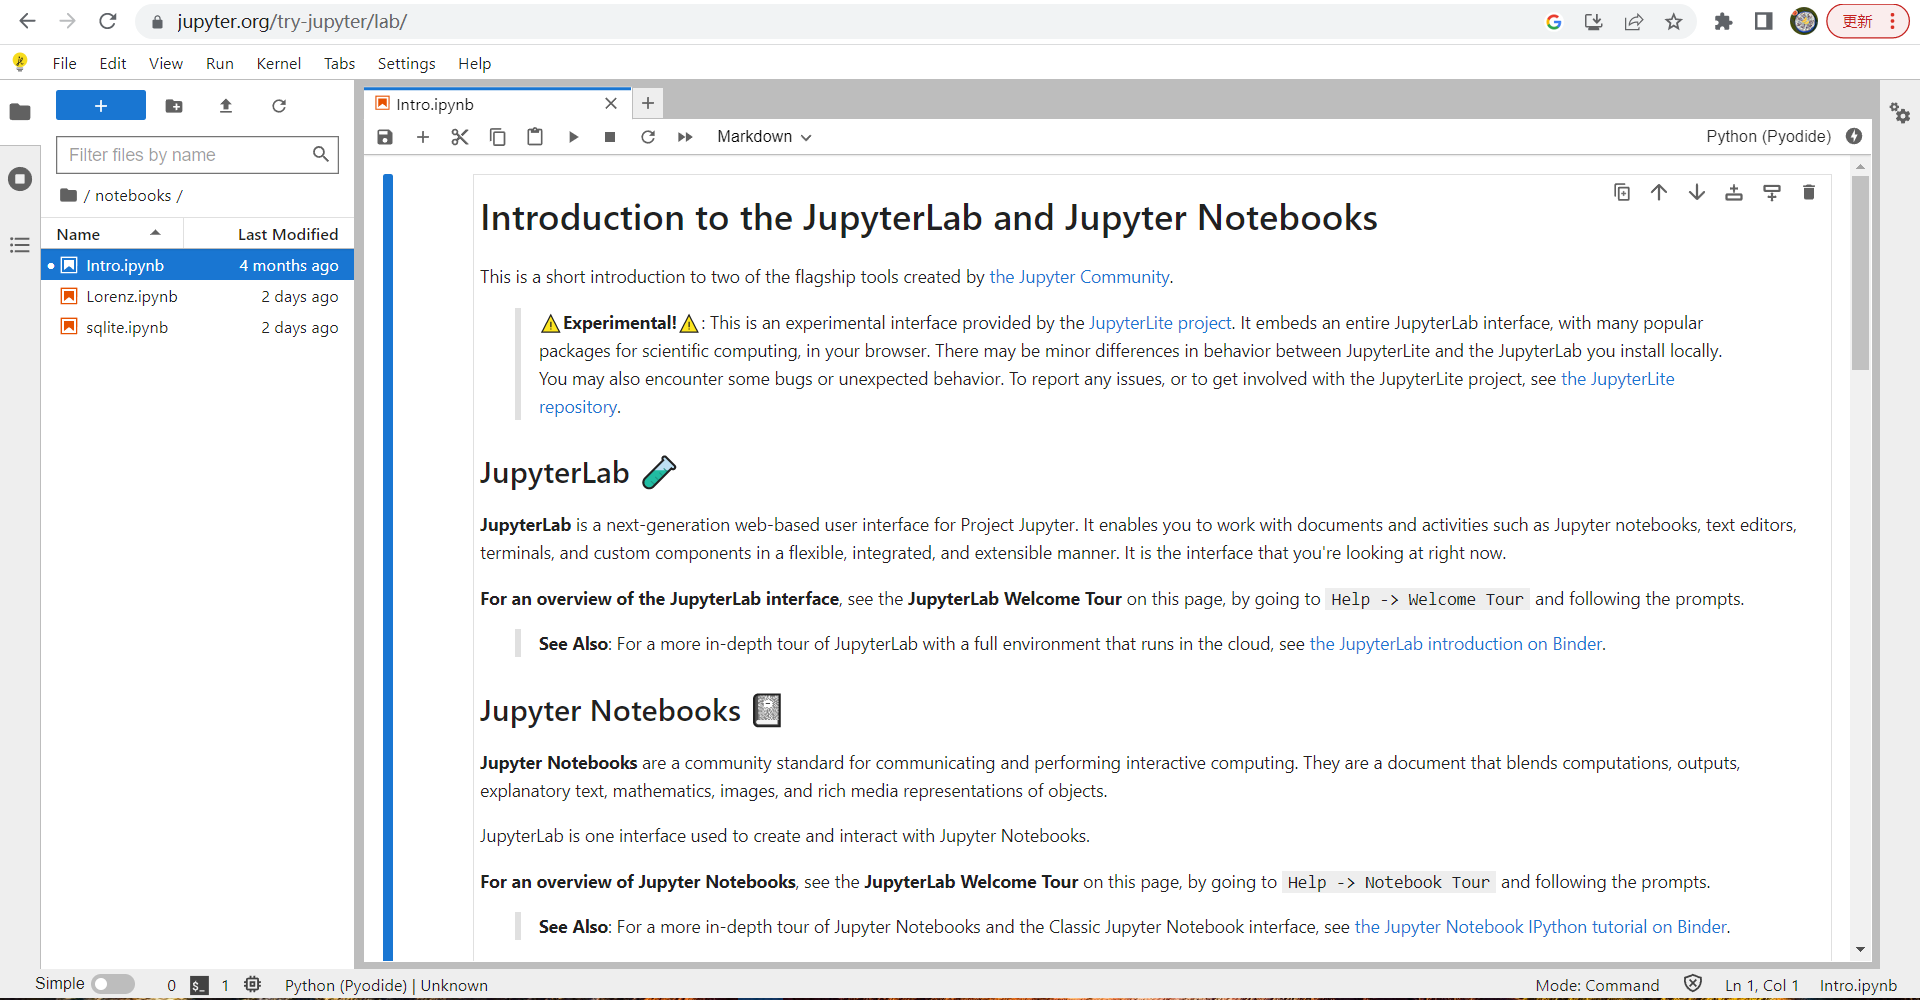 jupyter.org/try-jupyter/lab/
更新
File Edit View Run Kernel Tabs Settings Help
+
Filter files by name
/ notebooks /
Name Last Modified
Intro.ipynb 4 months ago
Lorenz.ipynb 2 days ago
sqlite.ipynb 2 days ago
Intro.ipynb
Markdown
Python (Pyodide)
Introduction to the JupyterLab and Jupyter Notebooks
This is a short introduction to two of the flagship tools created by the Jupyter Community.
⚠️Experimental!⚠️: This is an experimental interface provided by the JupyterLite project. It embeds an entire JupyterLab interface, with many popular
packages for scientific computing, in your browser. There may be minor differences in behavior between JupyterLite and the JupyterLab you install locally.
You may also encounter some bugs or unexpected behavior. To report any issues, or to get involved with the JupyterLite project, see the JupyterLite
repository.
JupyterLab 🧪
JupyterLab is a next-generation web-based user interface for Project Jupyter. It enables you to work with documents and activities such as Jupyter notebooks, text editors,
terminals, and custom components in a flexible, integrated, and extensible manner. It is the interface that you're looking at right now.
For an overview of the JupyterLab interface, see the JupyterLab Welcome Tour on this page, by going to Help -> Welcome Tour and following the prompts.
See Also: For a more in-depth tour of JupyterLab with a full environment that runs in the cloud, see the JupyterLab introduction on Binder.
Jupyter Notebooks 📓
Jupyter Notebooks are a community standard for communicating and performing interactive computing. They are a document that blends computations, outputs,
explanatory text, mathematics, images, and rich media representations of objects.
JupyterLab is one interface used to create and interact with Jupyter Notebooks.
For an overview of Jupyter Notebooks, see the JupyterLab Welcome Tour on this page, by going to Help -> Notebook Tour and following the prompts.
See Also: For a more in-depth tour of Jupyter Notebooks and the Classic Jupyter Notebook interface, see the Jupyter Notebook IPython tutorial on Binder.
Simple 0 $_ 1 Python (Pyodide) | Unknown Mode: Command Ln 1, Col 1 Intro.ipynb